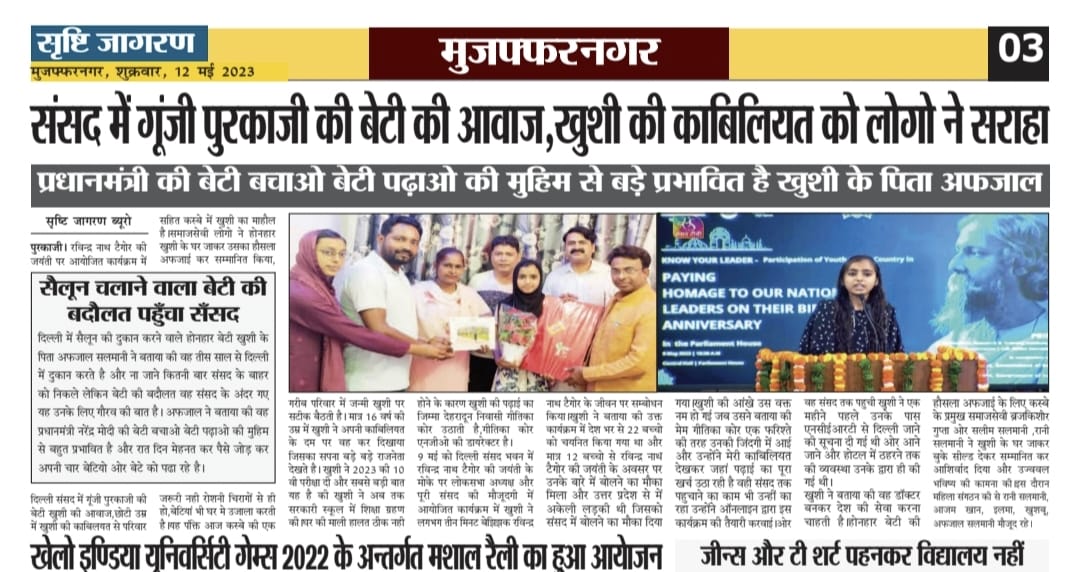 सृष्टि जागरण
मुजफ्फरनगर, शुक्रवार, 12 मई 2023
मुजफ्फरनगर
03
संसद में गूंजी पुरकाजी की बेटी की आवाज,खुशी की काबिलियत को लोगो ने सराहा
प्रधानमंत्री की बेटी बचाओ बेटी पढ़ाओ की मुहिम से बड़े प्रभावित है खुशी के पिता अफजाल
सृष्टि जागरण ब्यूरो
पुरकाजी। रविन्द्र नाथ टैगोर की
जयंती पर आयोजित कार्यक्रम में
सहित कस्बे में खुशी का माहौल
है।समाजसेवी लोगो ने होनहार
खुशी के घर जाकर उसका हौसला
अफजाई कर सम्मानित किया,
सैलून चलाने वाला बेटी की
बदौलत पहुँचा सँसद
दिल्ली में सैलून की दुकान करने वाले होनहार बेटी खुशी के
पिता अफजाल सलमानी ने बताया की वह तीस साल से दिल्ली
में दुकान करते है और ना जाने कितनी बार संसद के बाहर
को निकले लेकिन बेटी की बदौलत वह संसद के अंदर गए
यह उनके लिए गौरव की बात है। अफजाल ने बताया की वह
प्रधानमंत्री नरेंद्र मोदी की बेटी बचाओ बेटी पढ़ाओ की मुहिम
से बहुत प्रभावित है और रात दिन मेहनत कर पैसे जोड़ कर
अपनी चार बेटियो ओर बेटे को पढा रहे है।
दिल्ली संसद में गूंजी पुरकाजी की
बेटी खुशी की आवाज,छोटी उम्र
में खुशी की काबिलयत से परिवार
जरूरी नही रोशनी चिरागों से ही
हो,बेटियां भी घर मे उजाला करती
है।यह पंक्ति आज कस्बे की एक
KNOW YOUR LEADER - Participation of Youth Country in
PAYING
HOMAGE TO OUR NATIO
LEADERS ON THEIR BI
ANNIVERSARY
In the Parliament House
गरीब परिवार में जन्मी खुशी पर
सटीक बैठती है। मात्र 16 वर्ष की
उम्र में खुशी ने अपनी काबलियत
के दम पर वह कर दिखाया
जिसका सपना बड़े बड़े राजनेता
देखते है। खुशी ने 2023 की 10
वी परीक्षा दी और सबसे बड़ी बात
यह है की खुशी ने अब तक
सरकारी स्कूल में शिक्षा ग्रहण
की।घर की माली हालत ठीक नही
होने के कारण खुशी की पढ़ाई का
जिम्मा देहरादून निवासी गीतिका
कोर उठाती है,गीतिका कोर
एनजीओ की डायरेक्टर है।
9 मई को दिल्ली संसद भवन में
रविन्द्र नाथ टैगोर की जयंती के
मोके पर लोकसभा अध्यक्ष और
पूरी संसद की मौजूदगी में
आयोजित कार्यक्रम में खुशी ने
लगभग तीन मिनट बेझिझक रविन्द्र
नाथ टैगोर के जीवन पर सम्बोधन
किया।खुशी ने बताया की उक्त
कार्यक्रम में देश भर से 22 बच्चो
को चयनित किया गया था और
मात्र 12 बच्चो से रविन्द्र नाथ
टैगोर की जयंती के अवसर पर
उनके बारे में बोलने का मौका
मिला और उत्तर प्रदेश से में
अकेली लड़की थी जिसको
संसद में बोलने का मौका दिया
गया।खुशी की आंखे उस वक्त
नम हो गई जब उसने बताया की
मेम गीतिका कोर एक फरिश्ते
की तरह उनकी जिंदगी में आई
और उन्होंने मेरी काबलियत
देखकर जहां पढ़ाई का पूरा
खर्च उठा रही है वही संसद तक
पहुचाने का काम भी उन्हीं का
रहा उन्होंने ऑनलाइन द्वारा इस
कार्यक्रम की तैयारी करवाई।ओर
वह संसद तक पहुची खुशी ने एक
महीने पहले उनके पास
एनसीईआरटी से दिल्ली जाने
को सूचना दी गई थी ओर आने
जाने और होटल में ठहरने तक
की व्यवस्था उनके द्वारा ही की
गई थी।
खुशी ने बताया की वह डॉक्टर
बनकर देश की सेवा करना
चाहती है।होनहार बेटी की
हौसला अफजाई के लिए कस्बे
के प्रमुख समाजसेवी ब्रजकिशोर
गुप्ता ओर सलीम सलमानी ,रानी
सलमानी ने खुशी के घर जाकर
बुके सील्ड देकर सम्मानित कर
आशिर्वाद दिया और उज्वल
भविष्य की कामना की।इस दौरान
महिला संगठन की से रानी सलमानी,
आजम खान, इलमा, खुशबू,
अफजाल सलमानी मौजूद रहे।
खेलो इण्डिया यूनिवर्सिटी गेम्स 2022 के अन्तर्गत मशाल रैली का हुआ आयोजन
जीन्स और टी शर्ट पहनकर विद्यालय नहीं